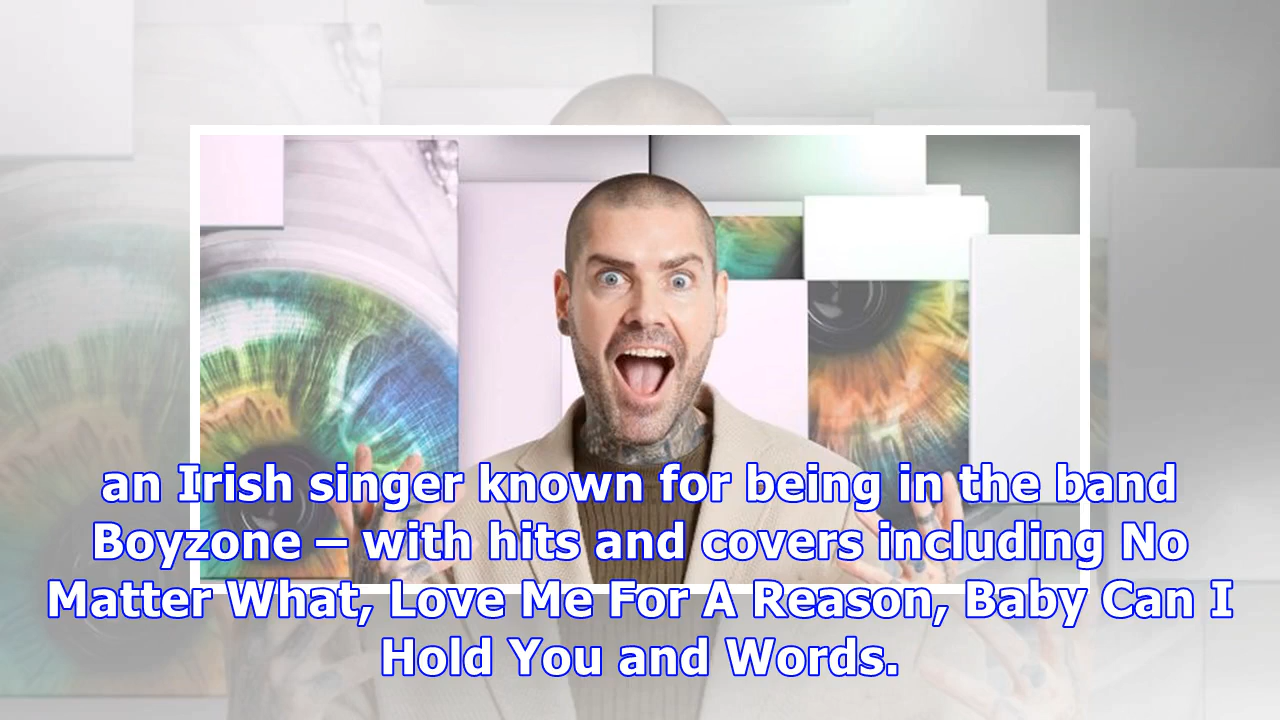 an Irish singer known for being in the band
Boyzone – with hits and covers including No
Matter What, Love Me For A Reason, Baby Can I
Hold You and Words.